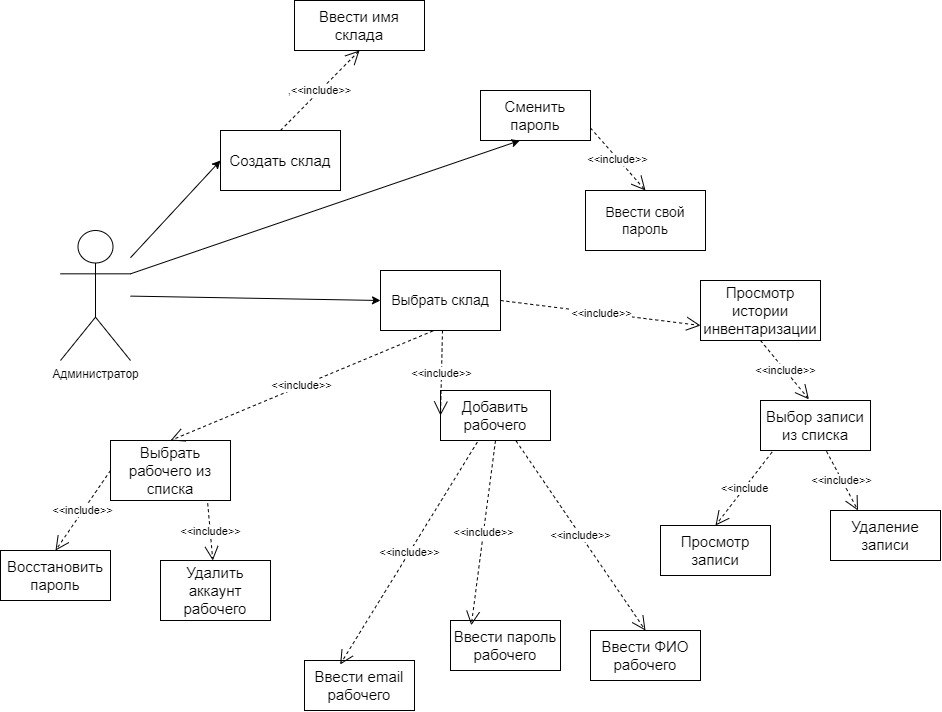 Ввести имя
склада
,<<include>>
Создать склад
Сменить
пароль
<<include>>
Ввести свой
пароль
Администратор
Выбрать склад
<<include>>
Просмотр
истории
инвентаризации
<<include>>
<<include>>
<<include>>
Выбрать
рабочего из
списка
Добавить
рабочего
Выбор записи
из списка
<<include>>
<<include>>
Восстановить
пароль
Удалить
аккаунт
рабочего
<<include>>
<<include>>
<<include>>
Ввести email
рабочего
Ввести пароль
рабочего
Ввести ФИО
рабочего
<<include
<<include>>
Просмотр
записи
Удаление
записи